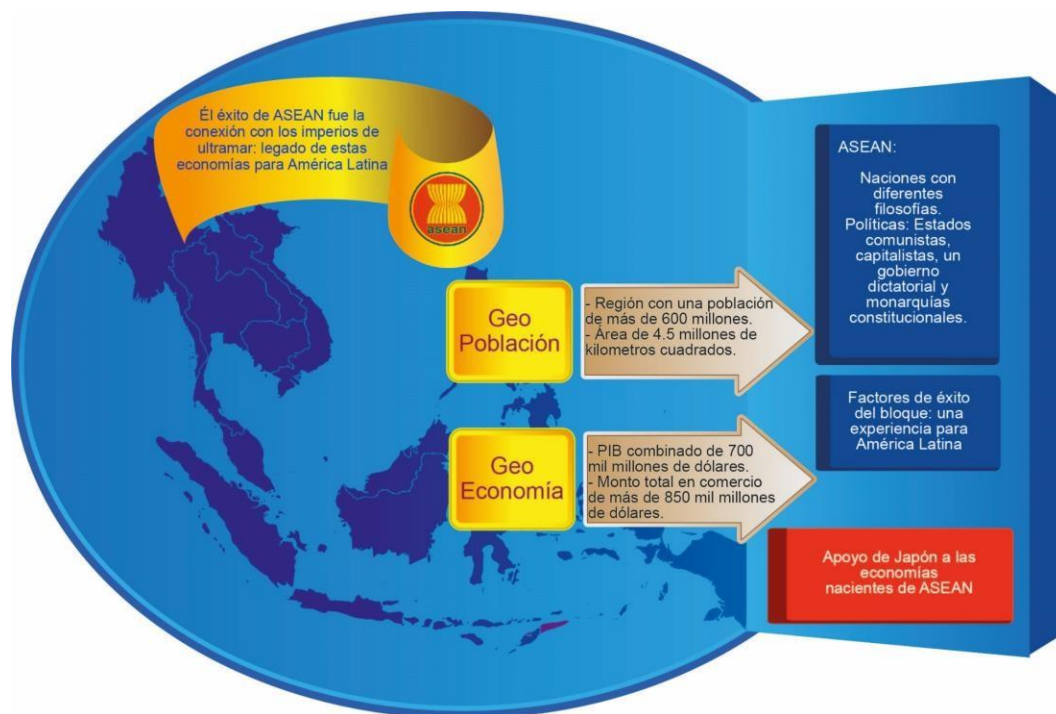 Él éxito de ASEAN fue la
conexión con los imperios de
ultramar: legado de estas
economías para América Latina
asean
Geo
Población
- Región con una población
de más de 600 millones.
- Área de 4.5 millones de
kilometros cuadrados.
Geo
Economía
- PIB combinado de 700
mil millones de dólares.
- Monto total en comercio
de más de 850 mil millones
de dólares.
ASEAN:
Naciones con
diferentes
filosofías.
Políticas: Estados
comunistas,
capitalistas, un
gobierno
dictatorial y
monarquías
constitucionales.
Factores de éxito
del bloque: una
experiencia para
América Latina
Apoyo de Japón a las
economías
nacientes de ASEAN